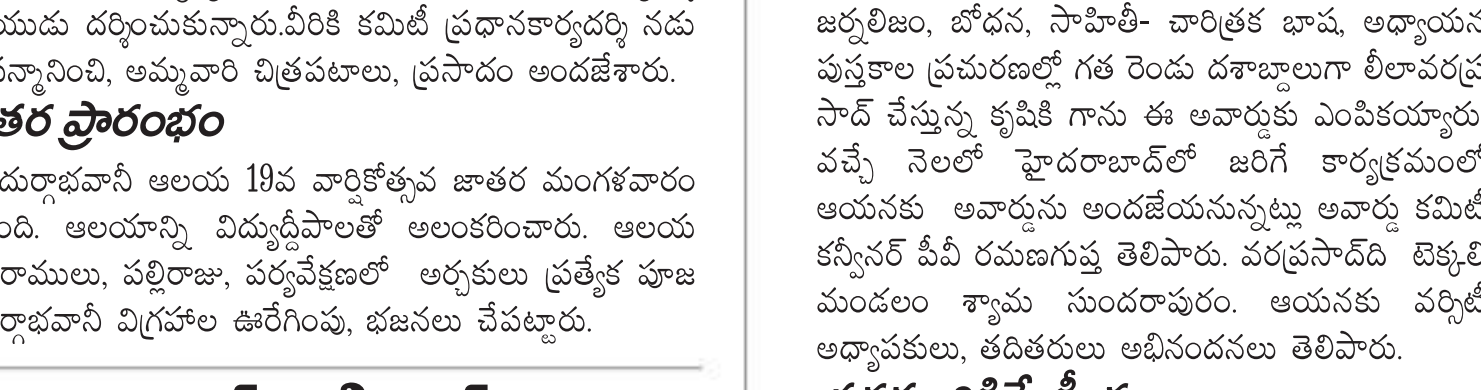 యుడు దర్శించుకున్నారు.వీరికి కమిటీ ప్రధానకార్యదర్శి నడు
సన్మానించి, అమ్మవారి చిత్రపటాలు, ప్రసాదం అందజేశారు.
తర ప్రారంభం
దుర్గాభవానీ ఆలయ 19వ వార్షికోత్సవ జాతర మంగళవారం
ంది. ఆలయాన్ని విద్యుద్దీపాలతో అలంకరించారు. ఆలయ
రాములు, పల్లిరాజు, పర్యవేక్షణలో అర్చకులు ప్రత్యేక పూజ
ర్గాభవానీ విగ్రహాల ఊరేగింపు, భజనలు చేపట్టారు.
జర్నలిజం, బోధన, సాహితీ- చారిత్రక భాష, అధ్యాయన
పుస్తకాల ప్రచురణల్లో గత రెండు దశాబ్దాలుగా లీలావరప్ర
సాద్ చేస్తున్న కృషికి గాను ఈ అవార్డుకు ఎంపికయ్యారు
వచ్చే నెలలో హైదరాబాద్‌లో జరిగే కార్యక్రమంలో
ఆయనకు అవార్డును అందజేయనున్నట్లు అవార్డు కమిటీ
కన్వీనర్ పీవీ రమణగుప్త తెలిపారు. వరప్రసాద్‌ది టెక్కలి
మండలం శ్యామ సుందరాపురం. ఆయనకు వర్సిటీ
అధ్యాపకులు, తదితరులు అభినందనలు తెలిపారు.